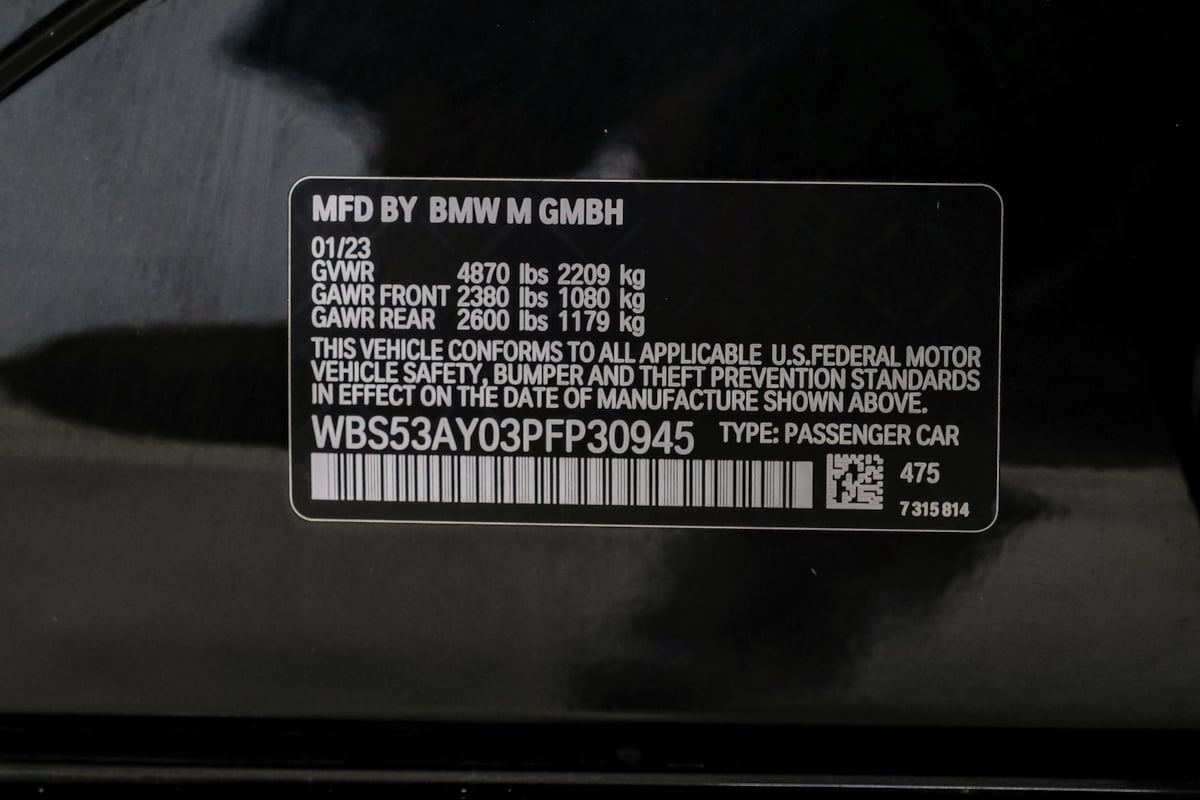 MFD BY BMW M GMBH
01/23
GVWR 4870 lbs 2209 kg
GAWR FRONT 2380 lbs 1080 kg
GAWR REAR 2600 lbs 1179 kg
THIS VEHICLE CONFORMS TO ALL APPLICABLE U.S.FEDERAL MOTOR
VEHICLE SAFETY, BUMPER AND THEFT PREVENTION STANDARDS
IN EFFECT ON THE DATE OF MANUFACTURE SHOWN ABOVE.
WBS53AY03PFP30945 TYPE: PASSENGER CAR
475
7 315 814